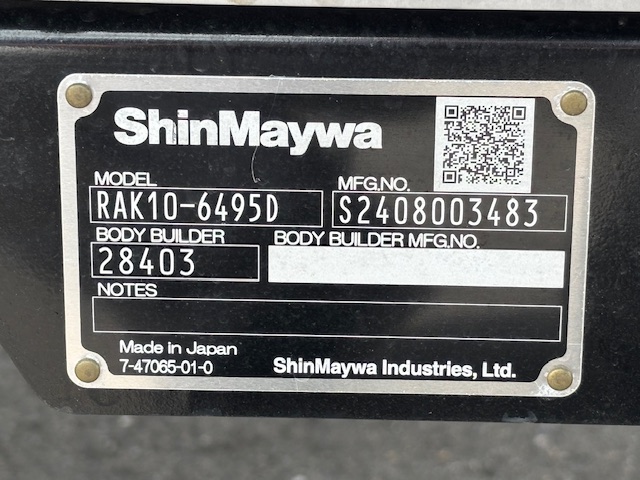 ShinMaywa
MODEL MFG.NO.
RAK10-6495D S2408003483
BODY BUILDER BODY BUILDER MFG.NO.
28403
NOTES
Made in Japan
7-47065-01-0 ShinMaywa Industries, Ltd.